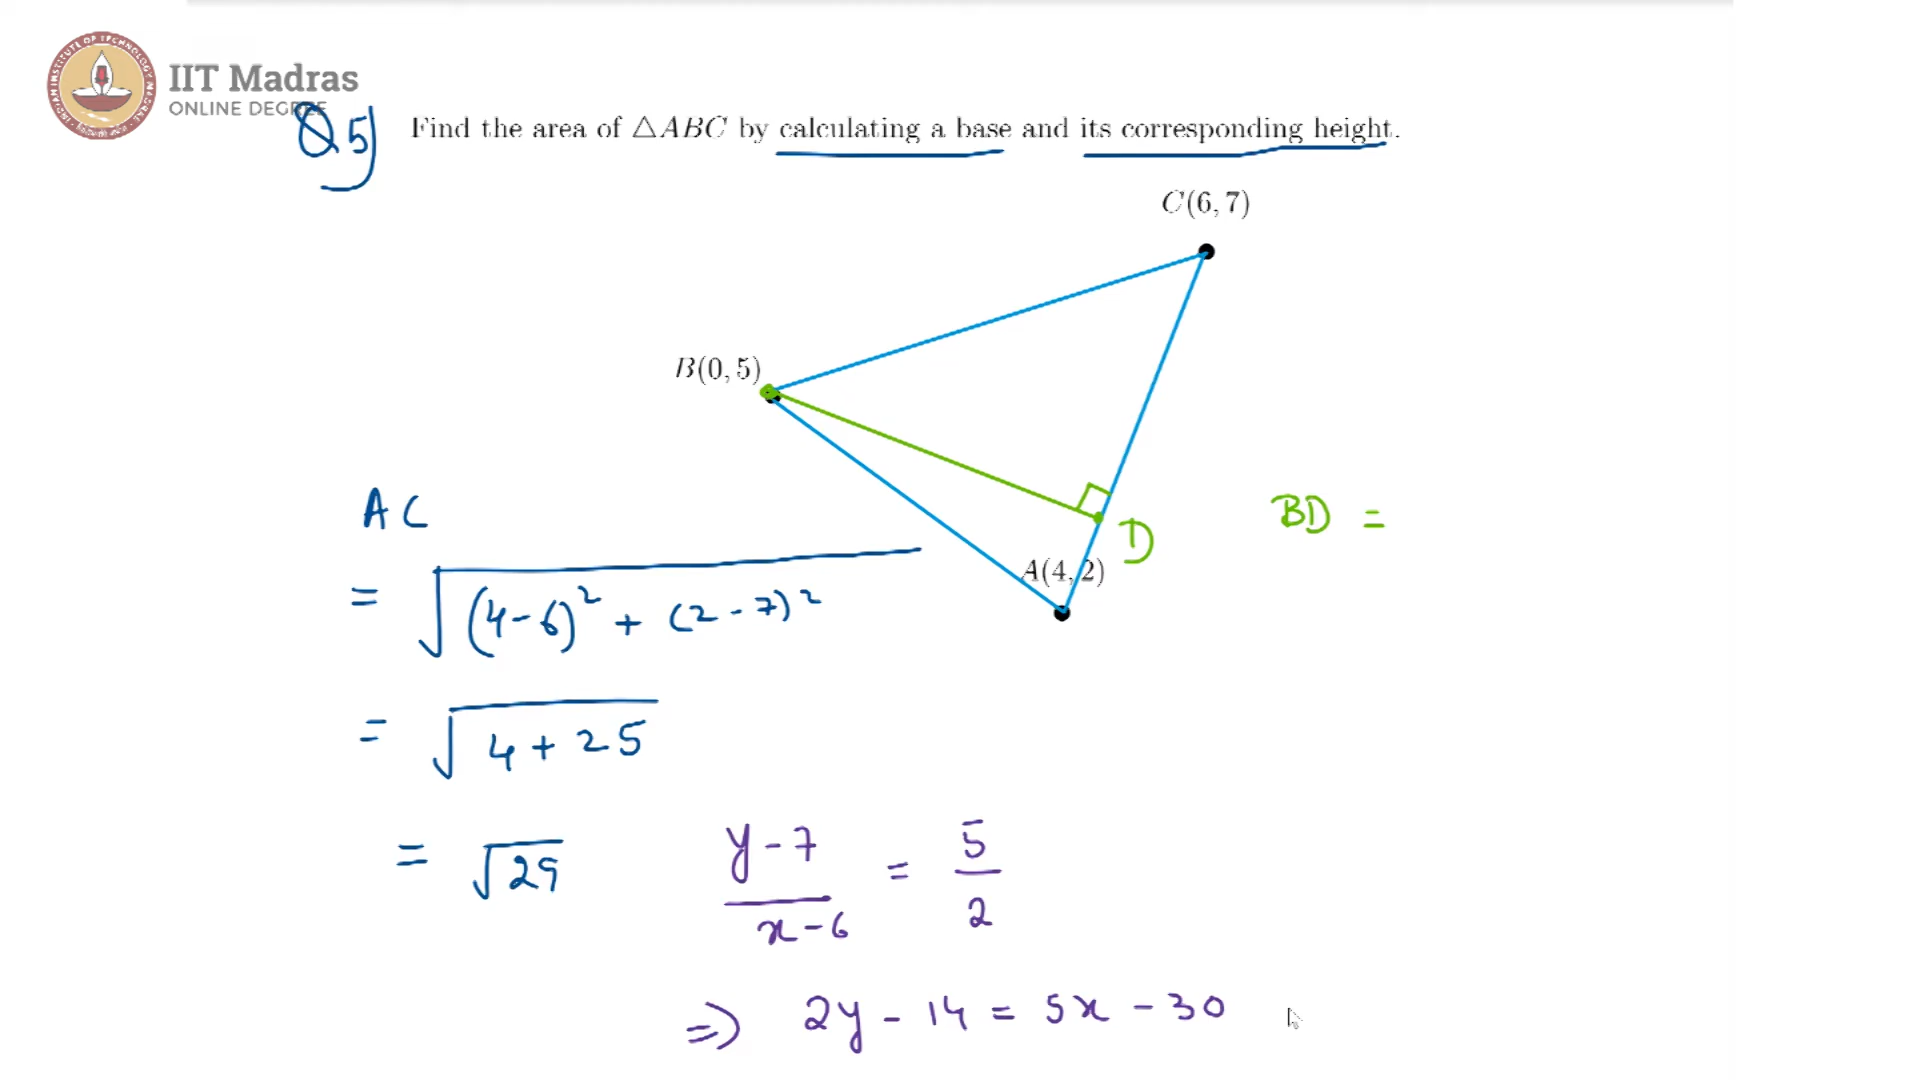 IIT Madras
ONLINE DEGREE
Q5) Find the area of △ABC by calculating a base and its corresponding height.
C(6, 7)
B(0, 5)
A C
BD =
D
A(4, 2)
= √((4-6)² + (2-7)²)
= √(4 + 25)
= √29
(y-7)/(x-6) = 5/2
=> 2y - 14 = 5x - 30